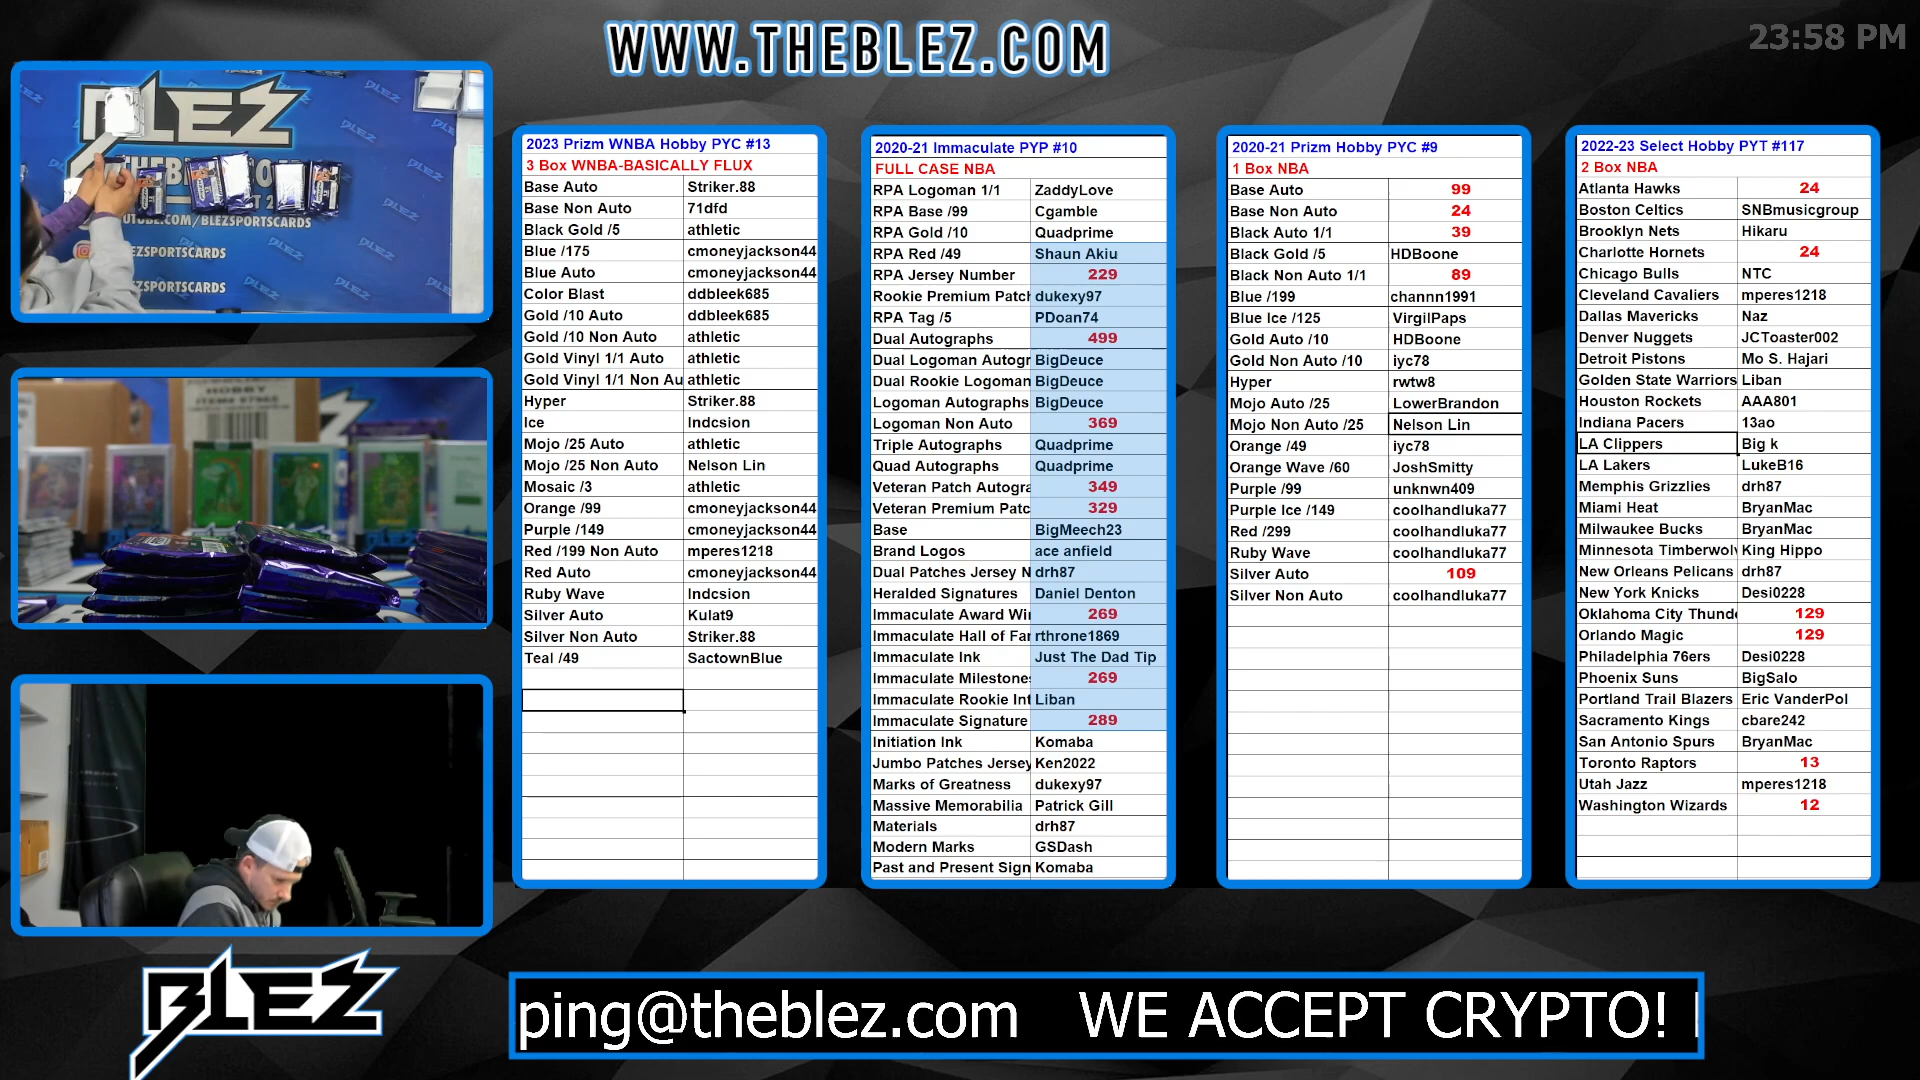 WWW.THEBLEZ.COM
23:58 PM
BLEZ
EZSPORTSCARDS
EZSPORTSCARDS
HOBBY
2023 Prizm WNBA Hobby PYC #13
3 Box WNBA-BASICALLY FLUX
Base Auto Striker.88
Base Non Auto 71dfd
Black Gold /5 athletic
Blue /175 cmoneyjackson44
Blue Auto cmoneyjackson44
Color Blast ddbleek685
Gold /10 Auto ddbleek685
Gold /10 Non Auto athletic
Gold Vinyl 1/1 Auto athletic
Gold Vinyl 1/1 Non Au athletic
Hyper Striker.88
Ice Indcsion
Mojo /25 Auto athletic
Mojo /25 Non Auto Nelson Lin
Mosaic /3 athletic
Orange /99 cmoneyjackson44
Purple /149 cmoneyjackson44
Red /199 Non Auto mperes1218
Red Auto cmoneyjackson44
Ruby Wave Indcsion
Silver Auto Kulat9
Silver Non Auto Striker.88
Teal /49 SactownBlue
2020-21 Immaculate PYP #10
FULL CASE NBA
RPA Logoman 1/1 ZaddyLove
RPA Base /99 Cgamble
RPA Gold /10 Quadprime
RPA Red /49 Shaun Akiu
RPA Jersey Number 229
Rookie Premium Patch dukexy97
RPA Tag /5 PDoan74
Dual Autographs 499
Dual Logoman Autogr BigDeuce
Dual Rookie Logoman BigDeuce
Logoman Autographs BigDeuce
Logoman Non Auto 369
Triple Autographs Quadprime
Quad Autographs Quadprime
Veteran Patch Autogra 349
Veteran Premium Patc 329
Base BigMeech23
Brand Logos ace anfield
Dual Patches Jersey N drh87
Heralded Signatures Daniel Denton
Immaculate Award Wi 269
Immaculate Hall of Fa rthrone1869
Immaculate Ink Just The Dad Tip
Immaculate Milestone 269
Immaculate Rookie Int Liban
Immaculate Signature 289
Initiation Ink Komaba
Jumbo Patches Jersey Ken2022
Marks of Greatness dukexy97
Massive Memorabilia Patrick Gill
Materials drh87
Modern Marks GSDash
Past and Present Sign Komaba
2020-21 Prizm Hobby PYC #9
1 Box NBA
Base Auto 99
Base Non Auto 24
Black Auto 1/1 39
Black Gold /5 HDBoone
Black Non Auto 1/1 89
Blue /199 channn1991
Blue Ice /125 VirgilPaps
Gold Auto /10 HDBoone
Gold Non Auto /10 iyc78
Hyper rwtw8
Mojo Auto /25 LowerBrandon
Mojo Non Auto /25 Nelson Lin
Orange /49 iyc78
Orange Wave /60 JoshSmitty
Purple /99 unknwn409
Purple Ice /149 coolhandluka77
Red /299 coolhandluka77
Ruby Wave coolhandluka77
Silver Auto 109
Silver Non Auto coolhandluka77
2022-23 Select Hobby PYT #117
2 Box NBA
Atlanta Hawks 24
Boston Celtics SNBmusicgroup
Brooklyn Nets Hikaru
Charlotte Hornets 24
Chicago Bulls NTC
Cleveland Cavaliers mperes1218
Dallas Mavericks Naz
Denver Nuggets JCToaster002
Detroit Pistons Mo S. Hajari
Golden State Warriors Liban
Houston Rockets AAA801
Indiana Pacers 13ao
LA Clippers Big k
LA Lakers LukeB16
Memphis Grizzlies drh87
Miami Heat BryanMac
Milwaukee Bucks BryanMac
Minnesota Timberwolv King Hippo
New Orleans Pelicans drh87
New York Knicks Desi0228
Oklahoma City Thunde 129
Orlando Magic 129
Philadelphia 76ers Desi0228
Phoenix Suns BigSalo
Portland Trail Blazers Eric VanderPol
Sacramento Kings cbare242
San Antonio Spurs BryanMac
Toronto Raptors 13
Utah Jazz mperes1218
Washington Wizards 12
BLEZ
ping@theblez.com WE ACCEPT CRYPTO!